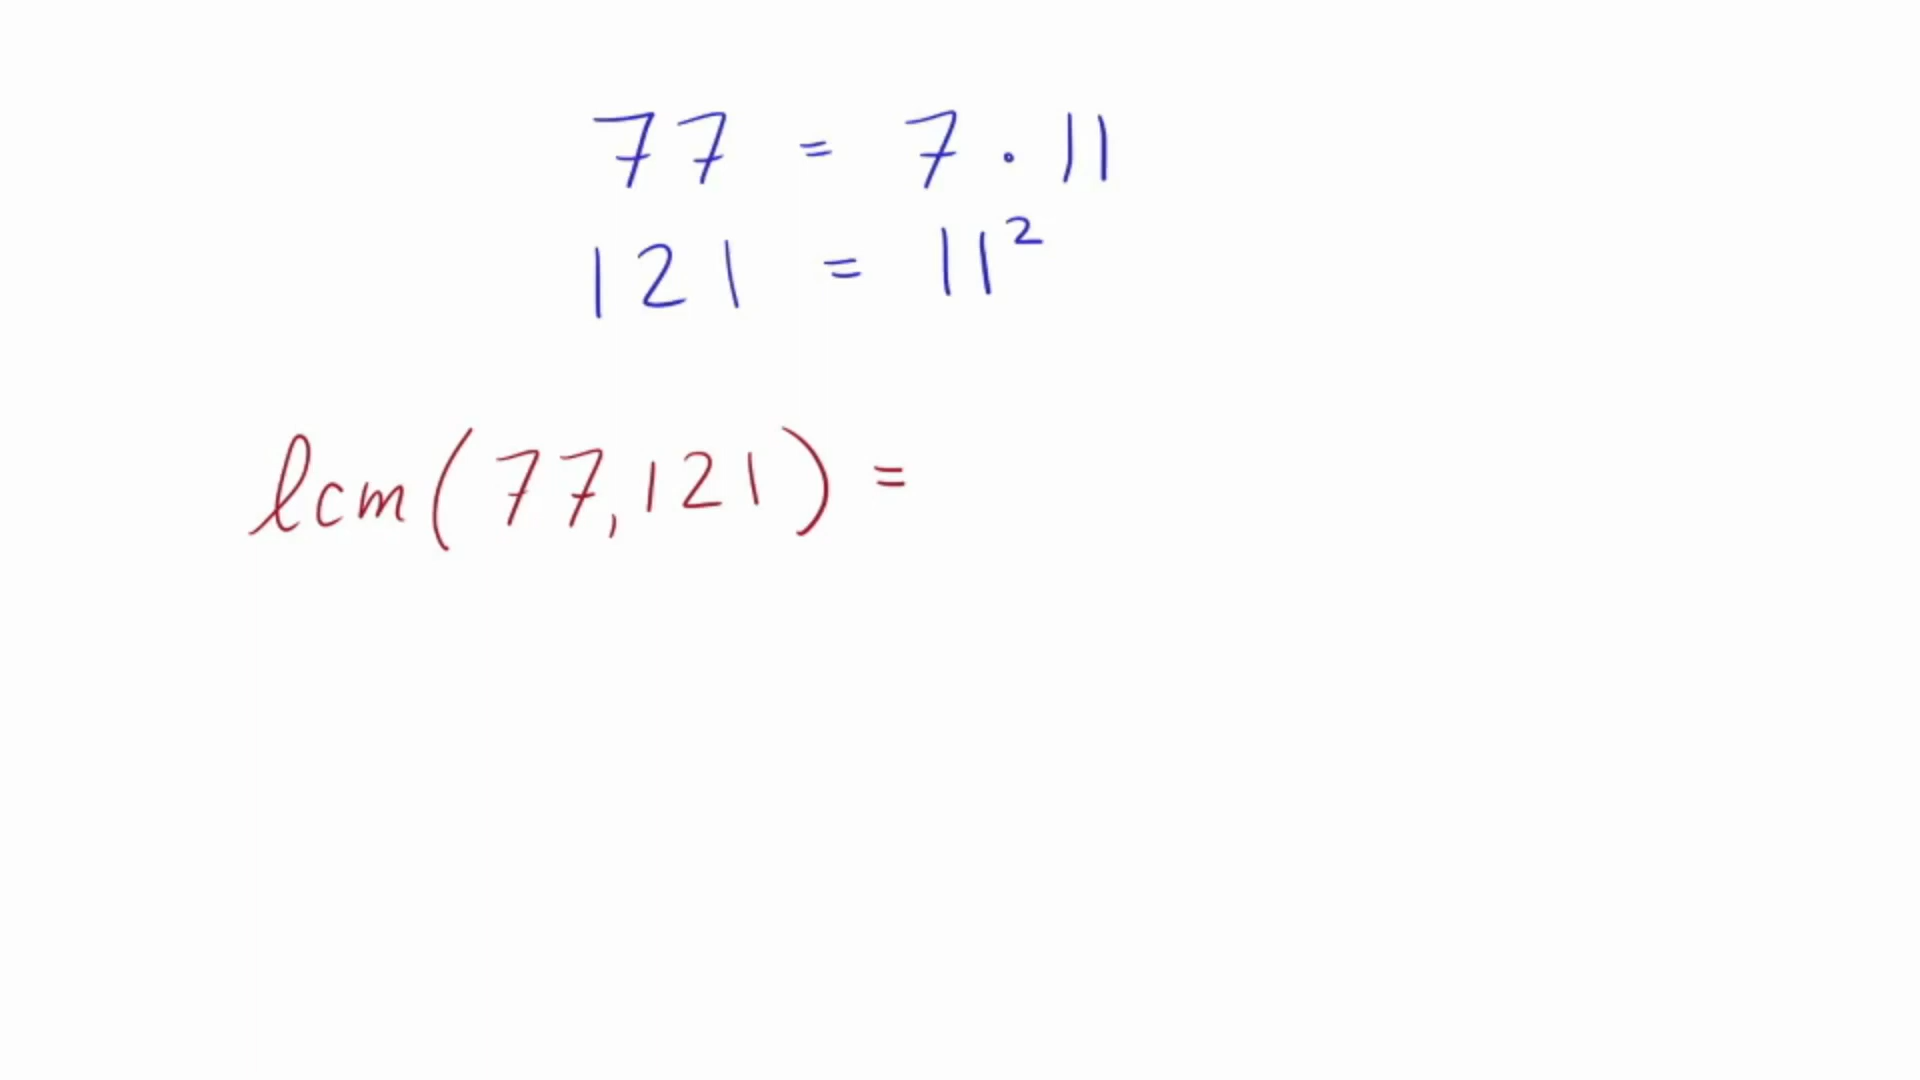 77 = 7 · 11
121 = 11²
lcm(77,121) =